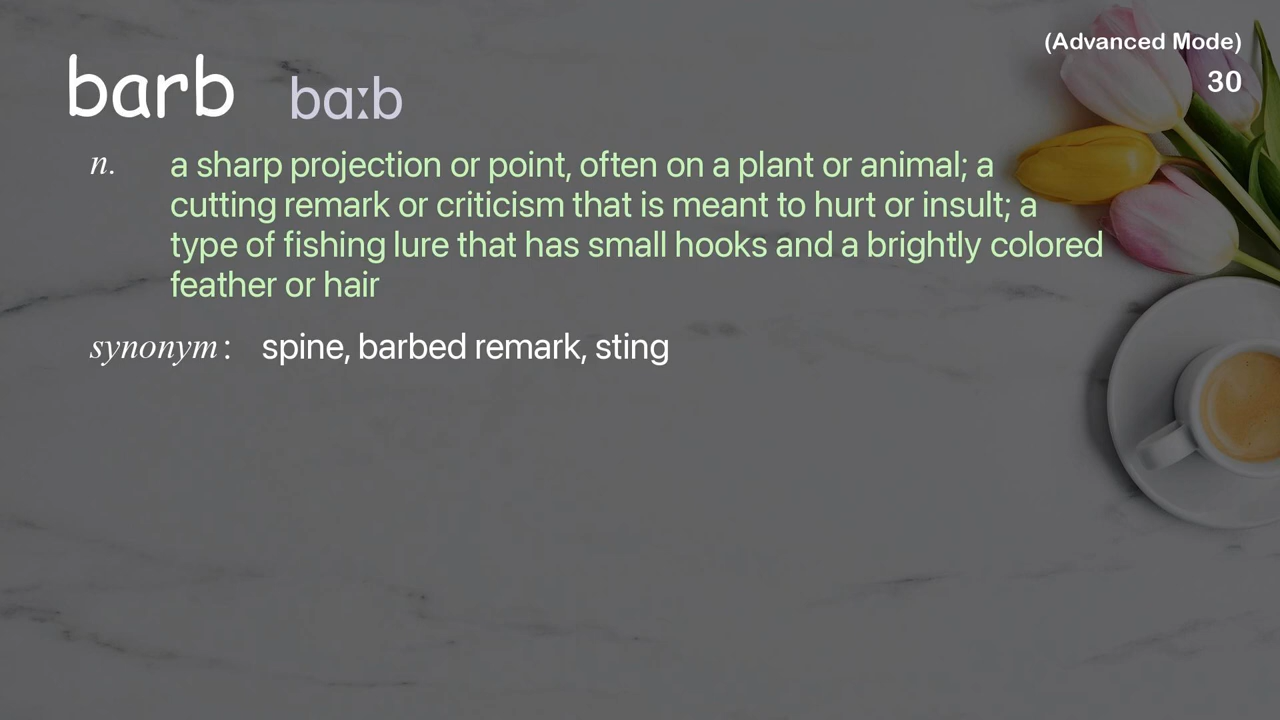 (Advanced Mode)
30
barb bɑːb
n. a sharp projection or point, often on a plant or animal; a
cutting remark or criticism that is meant to hurt or insult; a
type of fishing lure that has small hooks and a brightly colored
feather or hair
synonym : spine, barbed remark, sting